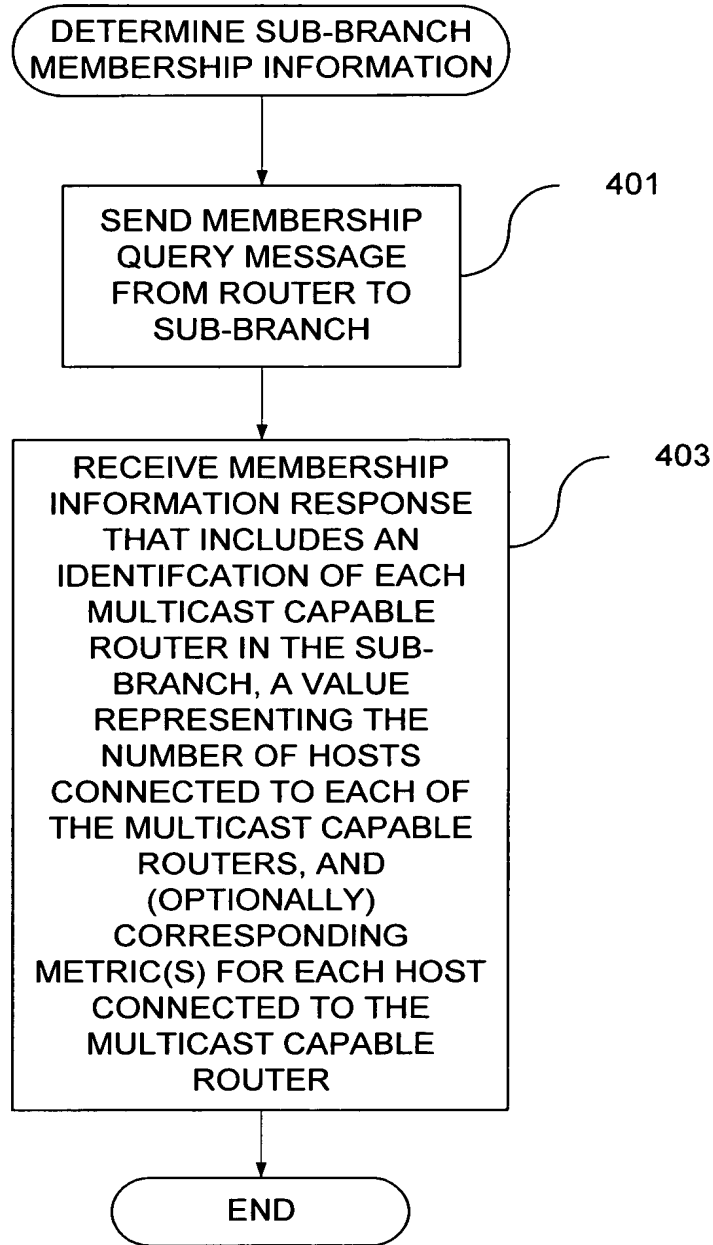 DETERMINE SUB-BRANCH
MEMBERSHIP INFORMATION
401
SEND MEMBERSHIP
QUERY MESSAGE
FROM ROUTER TO
SUB-BRANCH
403
RECEIVE MEMBERSHIP
INFORMATION RESPONSE
THAT INCLUDES AN
IDENTIFCATION OF EACH
MULTICAST CAPABLE
ROUTER IN THE SUB-
BRANCH, A VALUE
REPRESENTING THE
NUMBER OF HOSTS
CONNECTED TO EACH OF
THE MULTICAST CAPABLE
ROUTERS, AND
(OPTIONALLY)
CORRESPONDING
METRIC(S) FOR EACH HOST
CONNECTED TO THE
MULTICAST CAPABLE
ROUTER
END